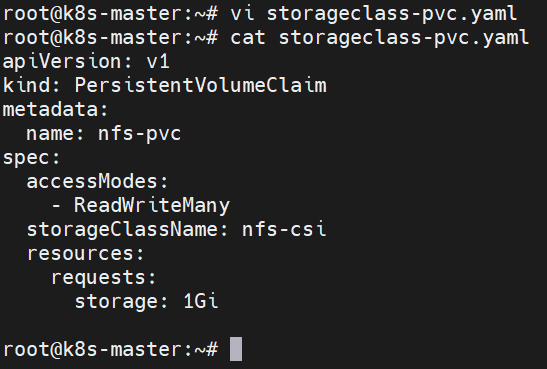 root@k8s-master:~# vi storageclass-pvc.yaml
root@k8s-master:~# cat storageclass-pvc.yaml
apiVersion: v1
kind: PersistentVolumeClaim
metadata:
  name: nfs-pvc
spec:
  accessModes:
    - ReadWriteMany
  storageClassName: nfs-csi
  resources:
    requests:
      storage: 1Gi

root@k8s-master:~#